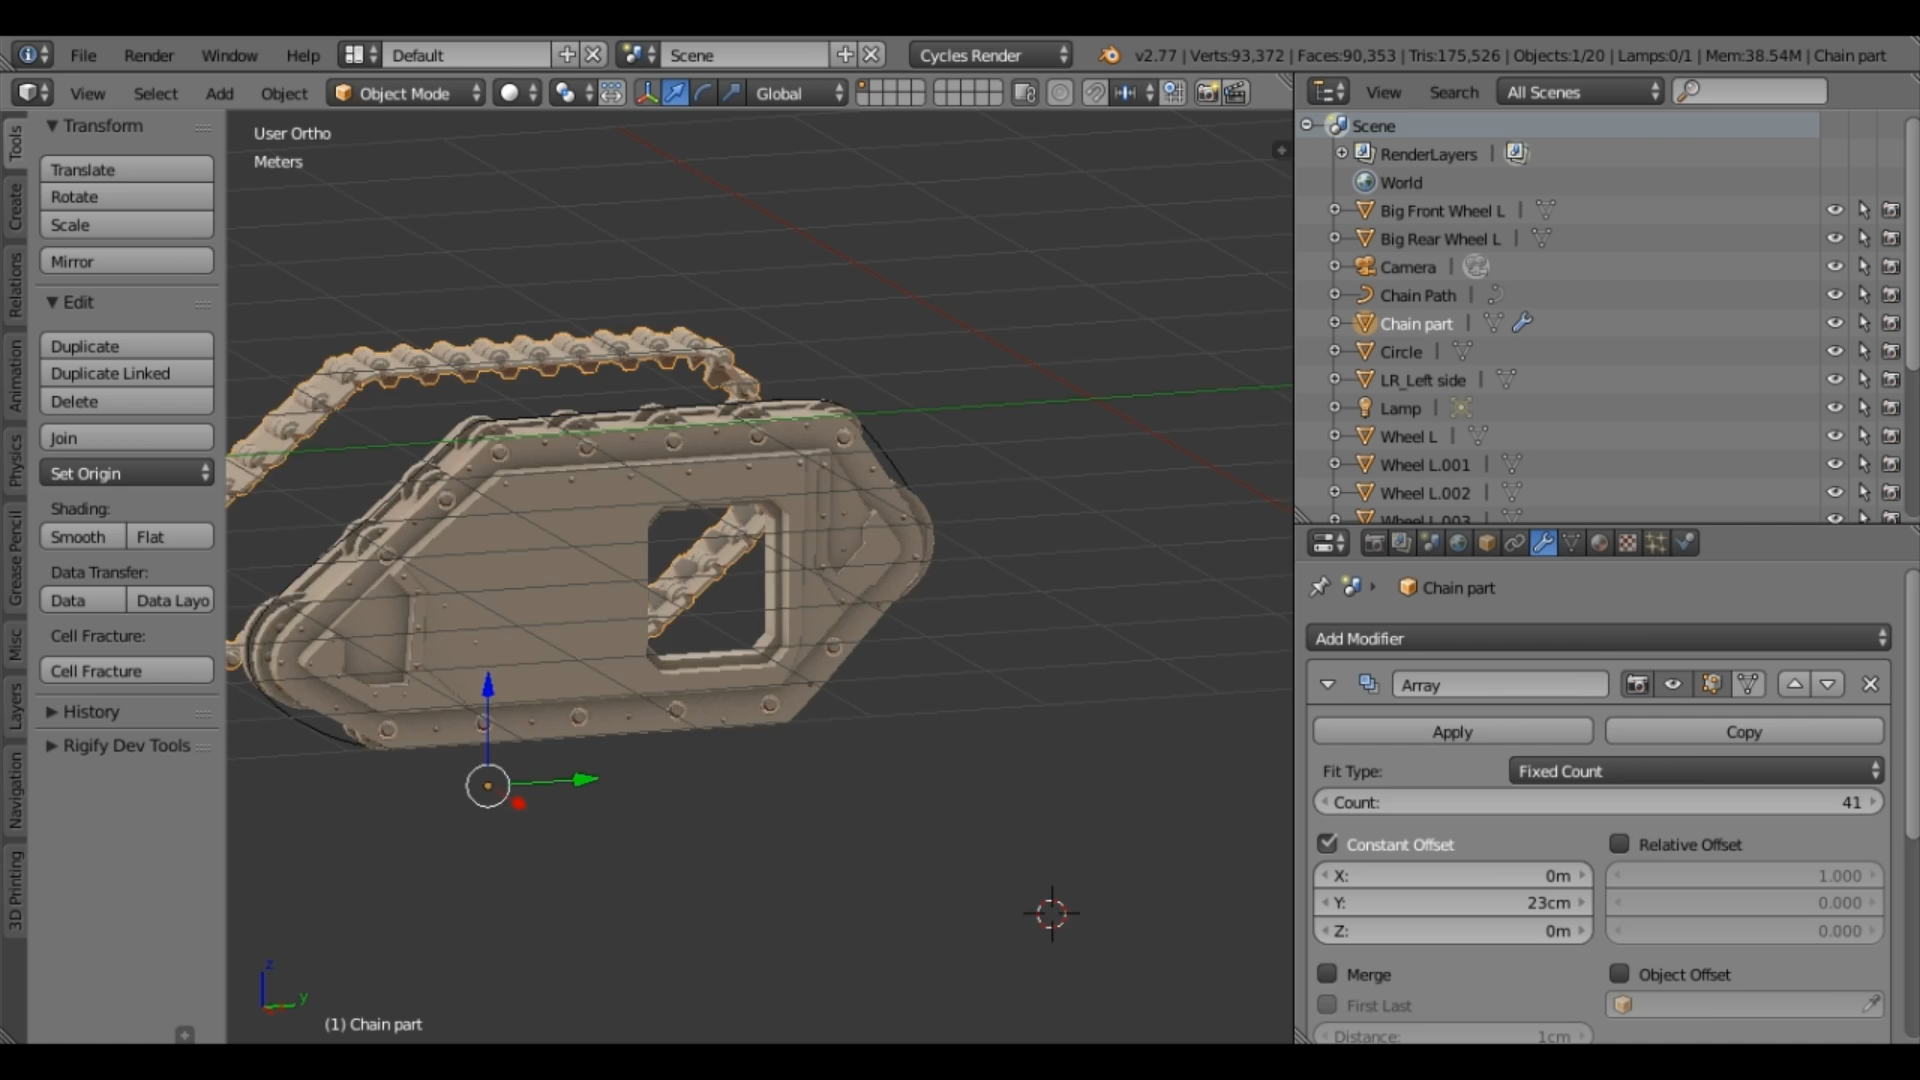 File Render Window Help Default Scene Cycles Render v2.77 | Verts:93,372 | Faces:90,353 | Tris:175,526 | Objects:1/20 | Lamps:0/1 | Mem:38.54M | Chain part
View Select Add Object Object Mode Global
View Search All Scenes
Tools
Create
Relations
Animation
Physics
Grease Pencil
Misc
Layers
Navigation
3D Printing
Transform
Translate
Rotate
Scale
Mirror
Edit
Duplicate
Duplicate Linked
Delete
Join
Set Origin
Shading:
Smooth Flat
Data Transfer:
Data Data Layo
Cell Fracture:
Cell Fracture
History
Rigify Dev Tools
User Ortho
Meters
z
y
(1) Chain part
Scene
RenderLayers
World
Big Front Wheel L
Big Rear Wheel L
Camera
Chain Path
Chain part
Circle
LR_Left side
Lamp
Wheel L
Wheel L.001
Wheel L.002
Wheel L.003
Chain part
Add Modifier
Array
Apply Copy
Fit Type: Fixed Count
Count: 41
Constant Offset Relative Offset
X: 0m 1.000
Y: 23cm 0.000
Z: 0m 0.000
Merge Object Offset
First Last
Distance: 1cm